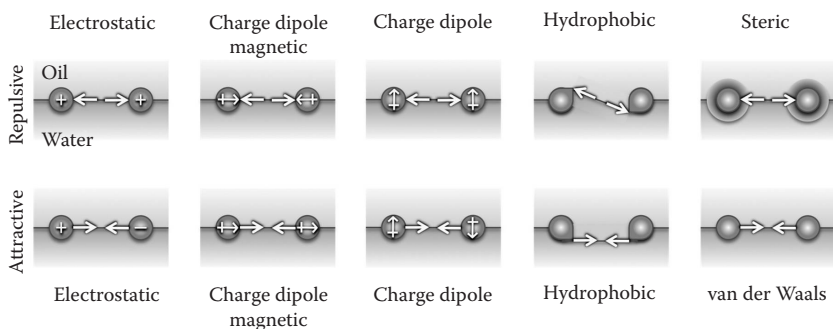 Electrostatic
Charge dipole
magnetic
Charge dipole
Hydrophobic
Steric
Repulsive
Oil
Water
+ +
Attractive
+ −
Electrostatic
Charge dipole
magnetic
Charge dipole
Hydrophobic
van der Waals